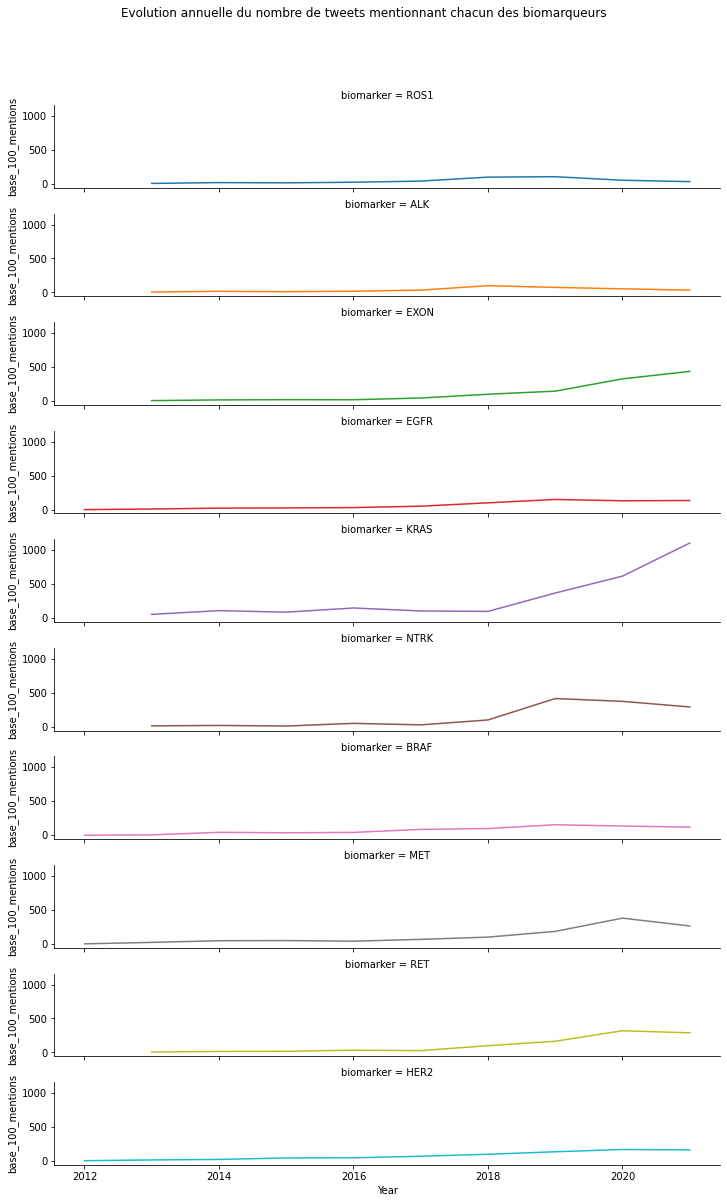 Evolution annuelle du nombre de tweets mentionnant chacun des biomarqueurs
biomarker = ROS1
base_100_mentions
1000
500
0
biomarker = ALK
base_100_mentions
1000
500
0
biomarker = EXON
base_100_mentions
1000
500
0
biomarker = EGFR
base_100_mentions
1000
500
0
biomarker = KRAS
base_100_mentions
1000
500
0
biomarker = NTRK
base_100_mentions
1000
500
0
biomarker = BRAF
base_100_mentions
1000
500
0
biomarker = MET
base_100_mentions
1000
500
0
biomarker = RET
base_100_mentions
1000
500
0
biomarker = HER2
base_100_mentions
1000
500
0
2012 2014 2016 2018 2020
Year